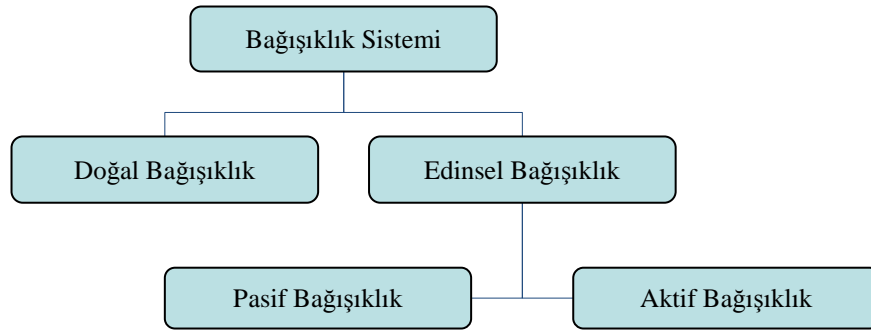 Bağışıklık Sistemi
Doğal Bağışıklık
Edinsel Bağışıklık
Pasif Bağışıklık
Aktif Bağışıklık